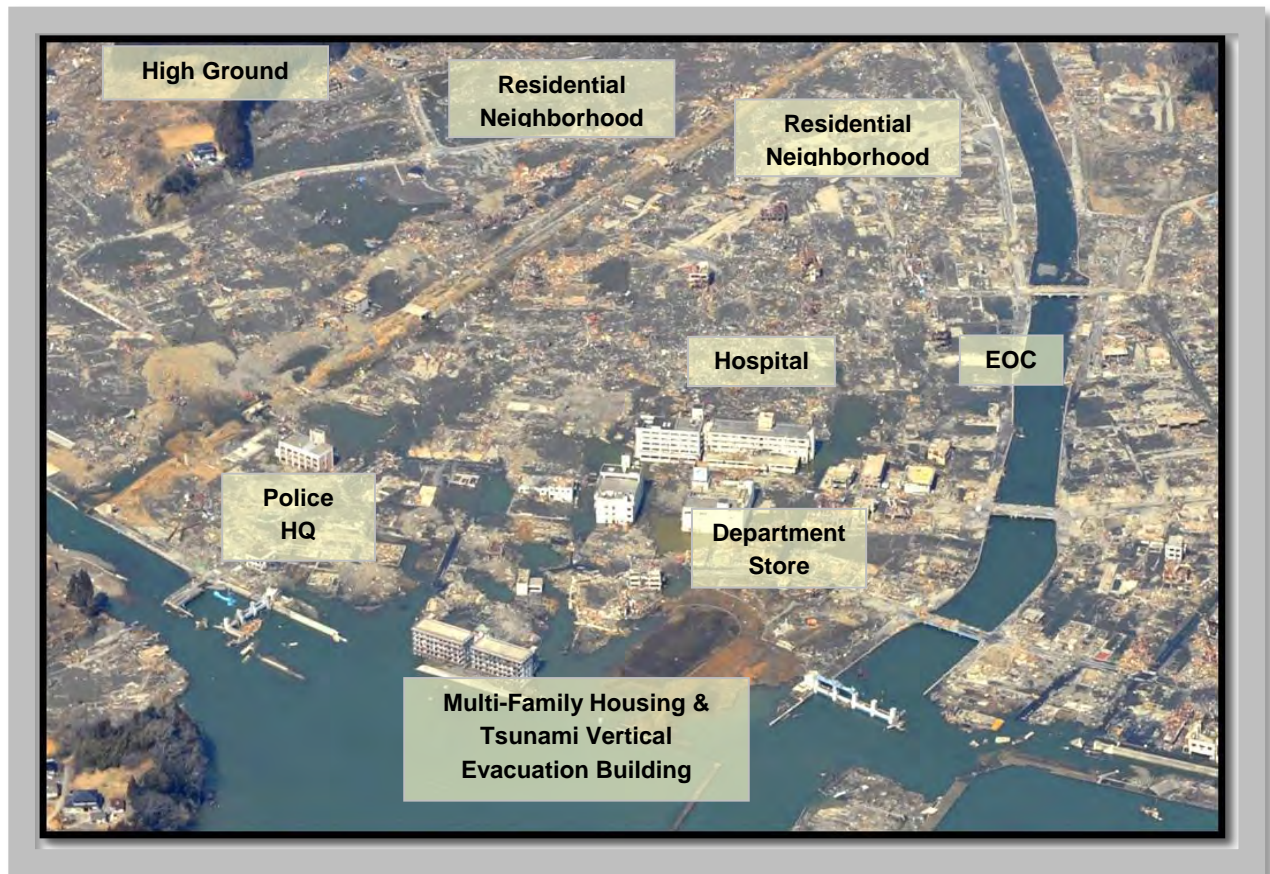 High Ground
Residential
Neighborhood
Residential
Neighborhood
Hospital
EOC
Police
HQ
Department
Store
Multi-Family Housing &
Tsunami Vertical
Evacuation Building